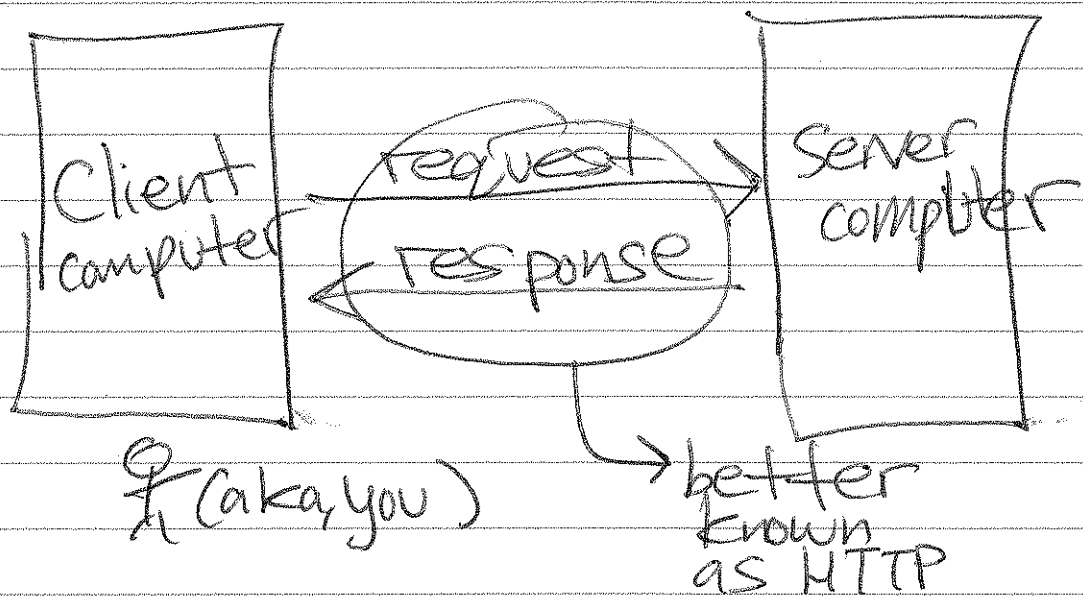 Client
computer
request
response
Server
computer
(aka, you)
better
known
as HTTP